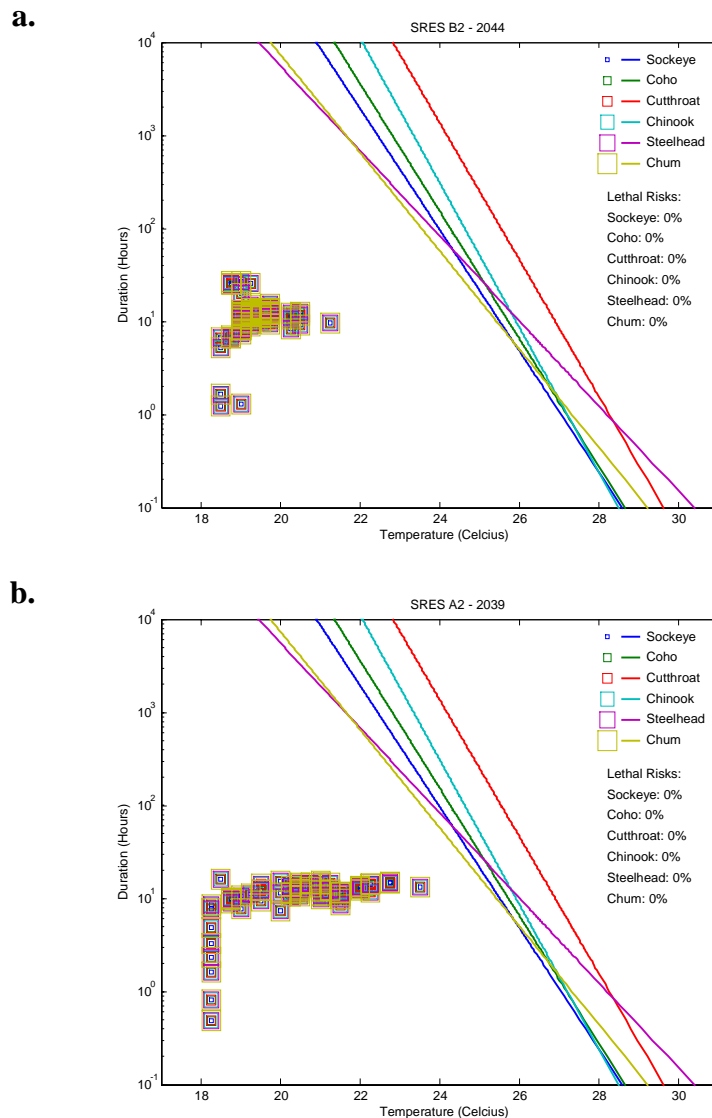 a.
SRES B2 - 2044
10^4
10^3
10^2
10^1
10^0
10^-1
Duration (Hours)
18 20 22 24 26 28 30
Temperature (Celcius)
Sockeye
Coho
Cutthroat
Chinook
Steelhead
Chum
Lethal Risks:
Sockeye: 0%
Coho: 0%
Cutthroat: 0%
Chinook: 0%
Steelhead: 0%
Chum: 0%
b.
SRES A2 - 2039
10^4
10^3
10^2
10^1
10^0
10^-1
Duration (Hours)
18 20 22 24 26 28 30
Temperature (Celcius)
Sockeye
Coho
Cutthroat
Chinook
Steelhead
Chum
Lethal Risks:
Sockeye: 0%
Coho: 0%
Cutthroat: 0%
Chinook: 0%
Steelhead: 0%
Chum: 0%